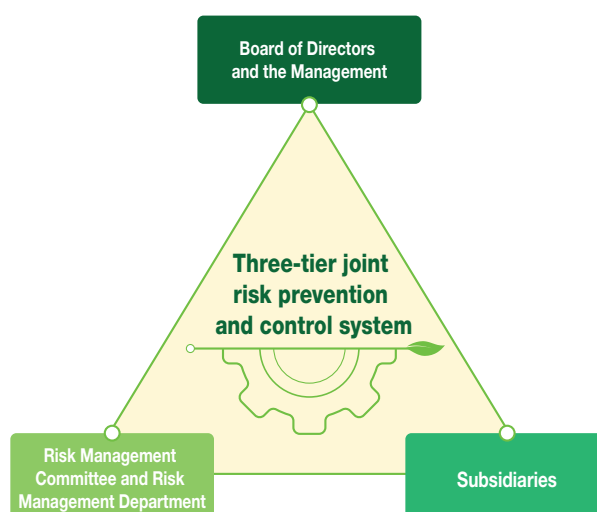 Board of Directors
and the Management
Three-tier joint
risk prevention
and control system
Risk Management
Committee and Risk
Management Department
Subsidiaries